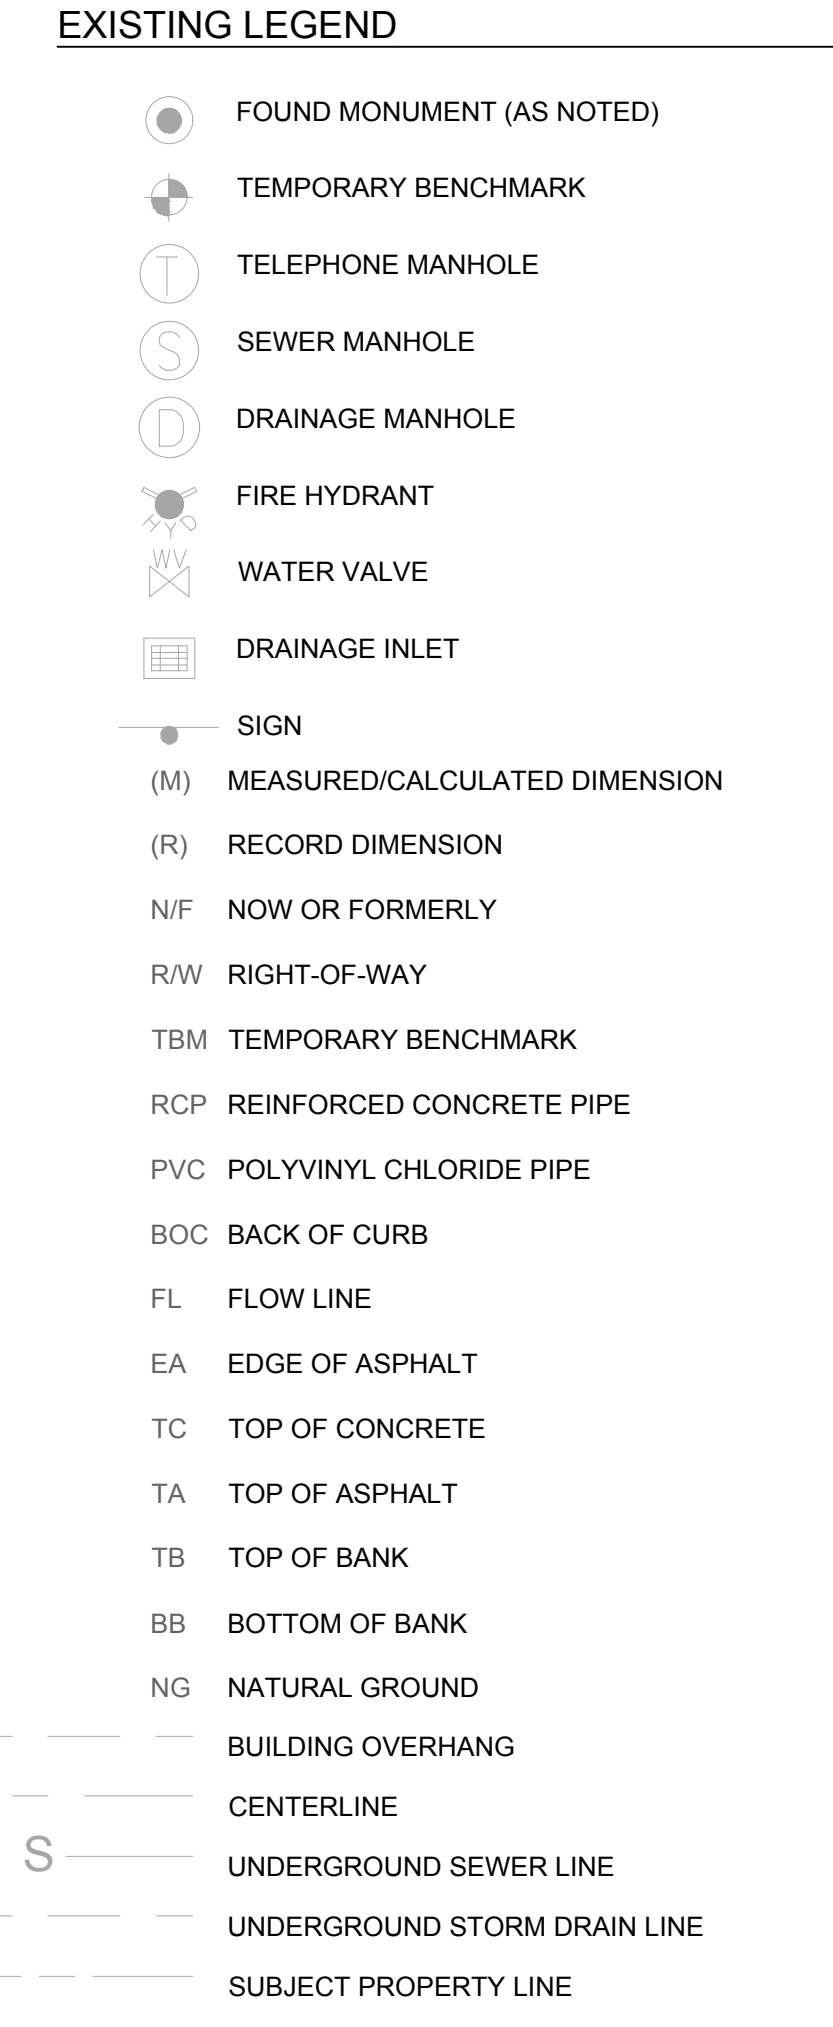 EXISTING LEGEND
FOUND MONUMENT (AS NOTED)
TEMPORARY BENCHMARK
T TELEPHONE MANHOLE
S SEWER MANHOLE
D DRAINAGE MANHOLE
HYD FIRE HYDRANT
WV WATER VALVE
DRAINAGE INLET
SIGN
(M) MEASURED/CALCULATED DIMENSION
(R) RECORD DIMENSION
N/F NOW OR FORMERLY
R/W RIGHT-OF-WAY
TBM TEMPORARY BENCHMARK
RCP REINFORCED CONCRETE PIPE
PVC POLYVINYL CHLORIDE PIPE
BOC BACK OF CURB
FL FLOW LINE
EA EDGE OF ASPHALT
TC TOP OF CONCRETE
TA TOP OF ASPHALT
TB TOP OF BANK
BB BOTTOM OF BANK
NG NATURAL GROUND
BUILDING OVERHANG
CENTERLINE
S UNDERGROUND SEWER LINE
UNDERGROUND STORM DRAIN LINE
SUBJECT PROPERTY LINE